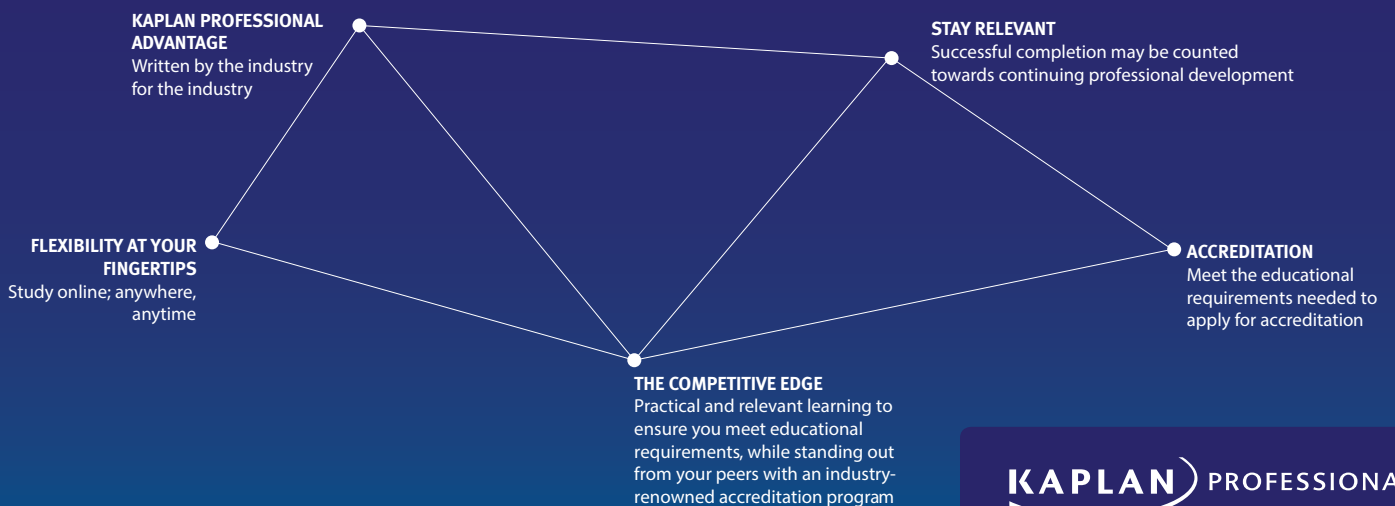 KAPLAN PROFESSIONAL
ADVANTAGE
Written by the industry
for the industry
STAY RELEVANT
Successful completion may be counted
towards continuing professional development
FLEXIBILITY AT YOUR
FINGERTIPS
Study online; anywhere,
anytime
ACCREDITATION
Meet the educational
requirements needed to
apply for accreditation
THE COMPETITIVE EDGE
Practical and relevant learning to
ensure you meet educational
requirements, while standing out
from your peers with an industry-
renowned accreditation program
KAPLAN PROFESSIONA